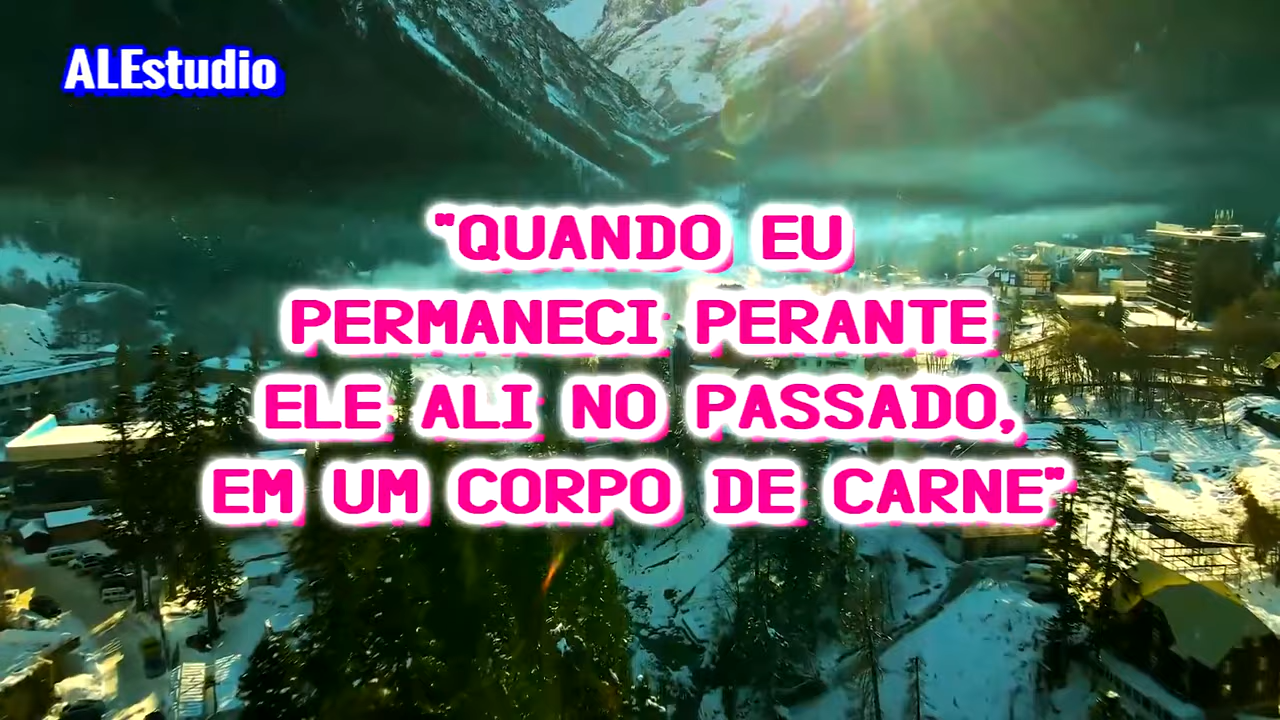 ALEstudio
"QUANDO EU
PERMANECI PERANTE
ELE ALI NO PASSADO,
EM UM CORPO DE CARNE"